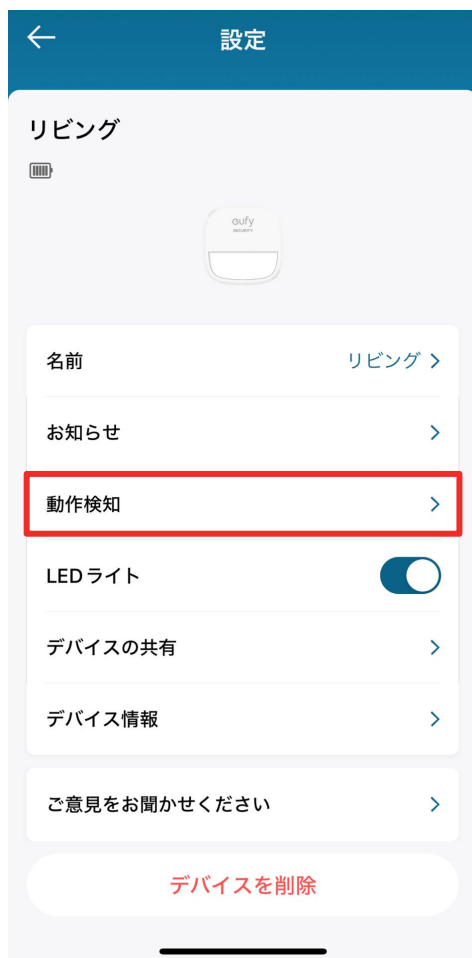 設定
リビング
eufy
SECURITY
名前
リビング
お知らせ
動作検知
LEDライト
デバイスの共有
デバイス情報
ご意見をお聞かせください
デバイスを削除